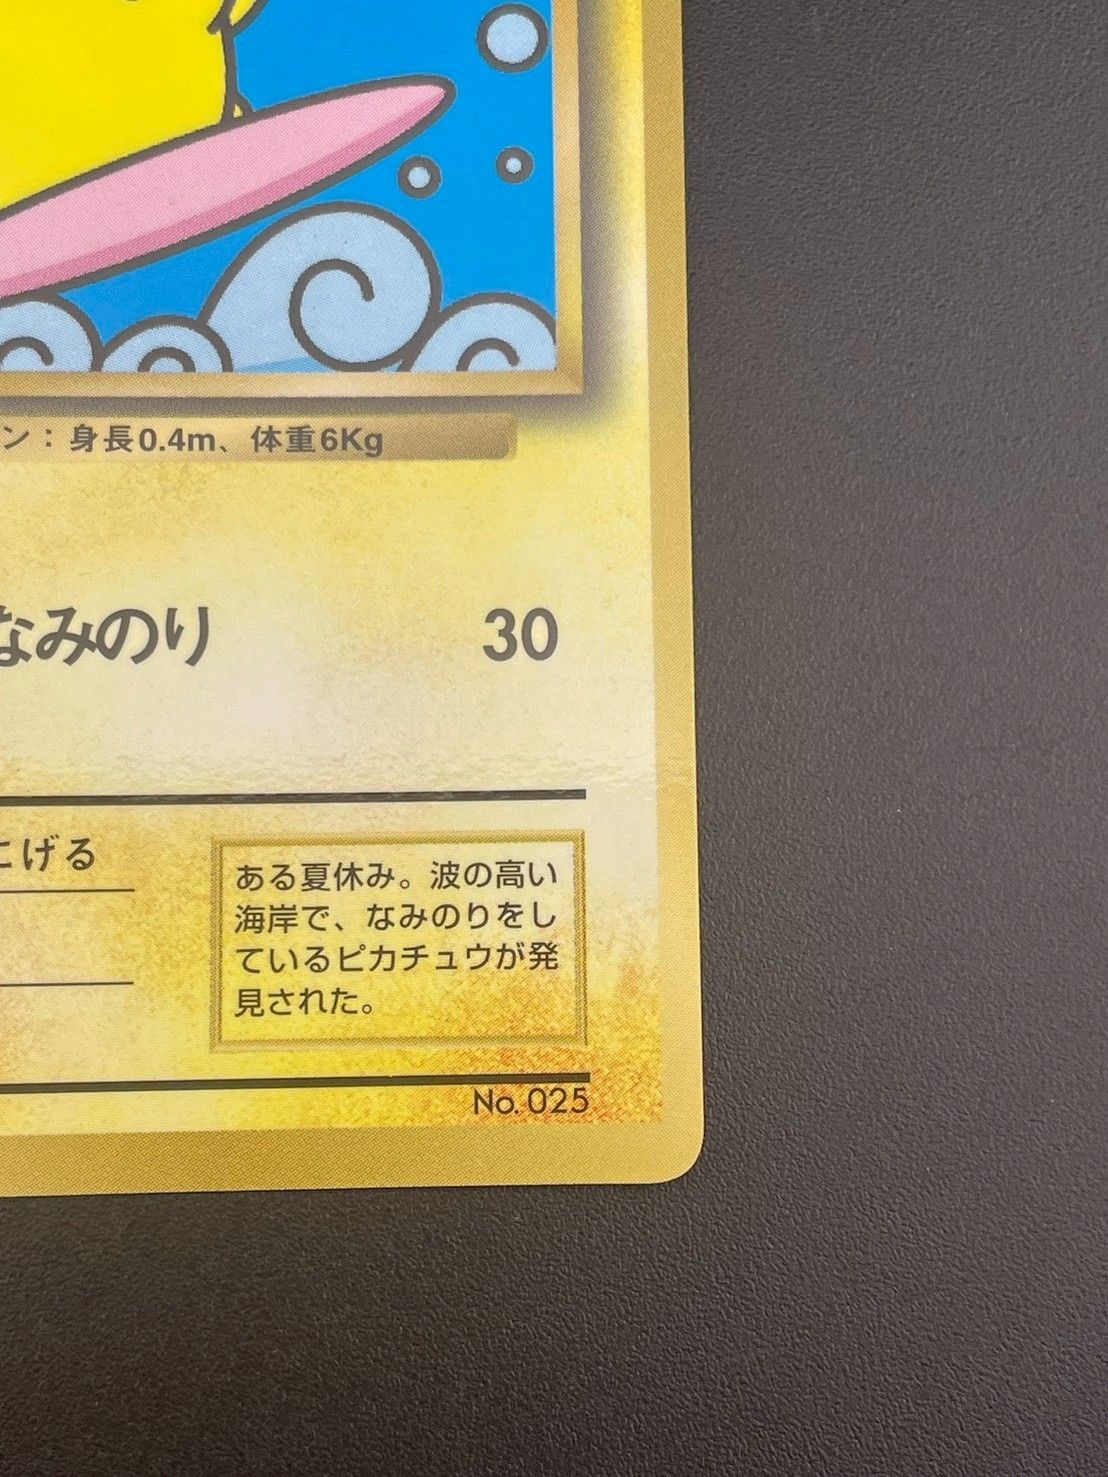 ン：身長0.4m、体重6Kg
なみのり 30
にげる
ある夏休み。波の高い
海岸で、なみのりをし
ているピカチュウが発
見された。
No. 025